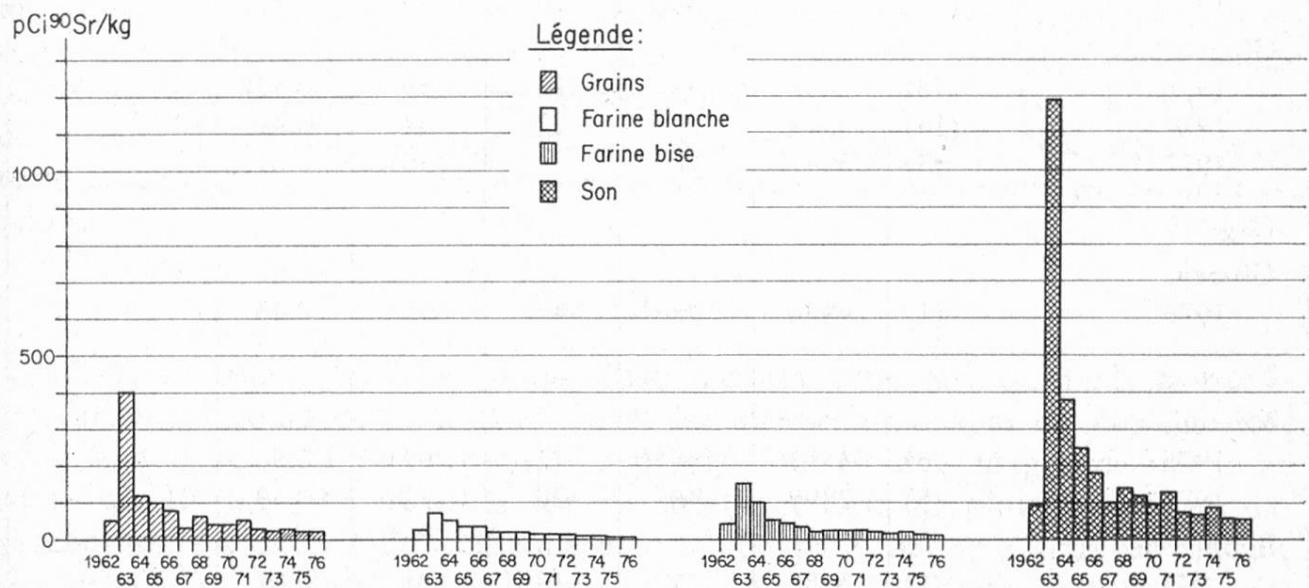 pCi⁹⁰Sr/kg
Légende:
Grains
Farine blanche
Farine bise
Son
1000
500
0
1962 64 66 68 70 72 74 76
63 65 67 69 71 73 75
1962 64 66 68 70 72 74 76
63 65 67 69 71 73 75
1962 64 66 68 70 72 74 76
63 65 67 69 71 73 75
1962 64 66 68 70 72 74 76
63 65 67 69 71 73 75